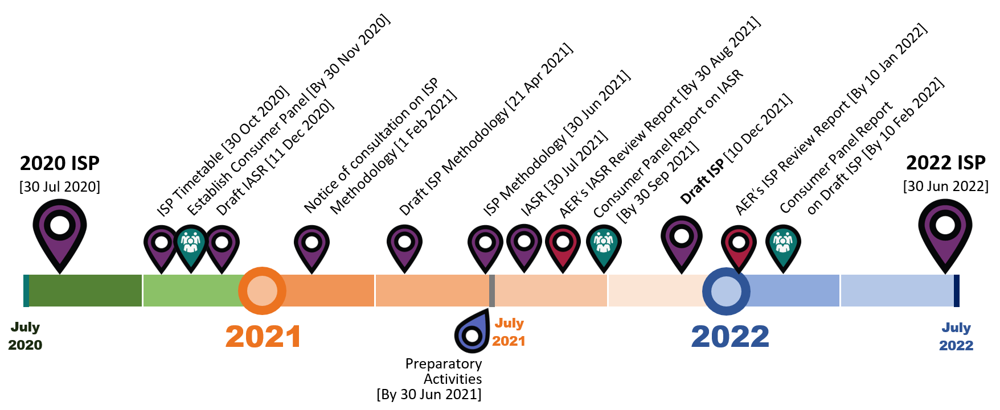 2020 ISP
[30 Jul 2020]
ISP Timetable [30 Oct 2020]
Establish Consumer Panel [By 30 Nov 2020]
Draft IASR [11 Dec 2020]
Notice of consultation on ISP
Methodology [1 Feb 2021]
Draft ISP Methodology [21 Apr 2021]
ISP Methodology [30 Jun 2021]
IASR [30 Jul 2021]
AER‘s IASR Review Report [By 30 Aug 2021]
Consumer Panel Report on IASR
[By 30 Sep 2021]
Draft ISP [10 Dec 2021]
AER‘s ISP Review Report [By 10 Jan 2022]
Consumer Panel Report
on Draft ISP [By 10 Feb 2022]
2022 ISP
[30 Jun 2022]
July
2020
2021
July
2021
2022
July
2022
Preparatory
Activities
[By 30 Jun 2021]